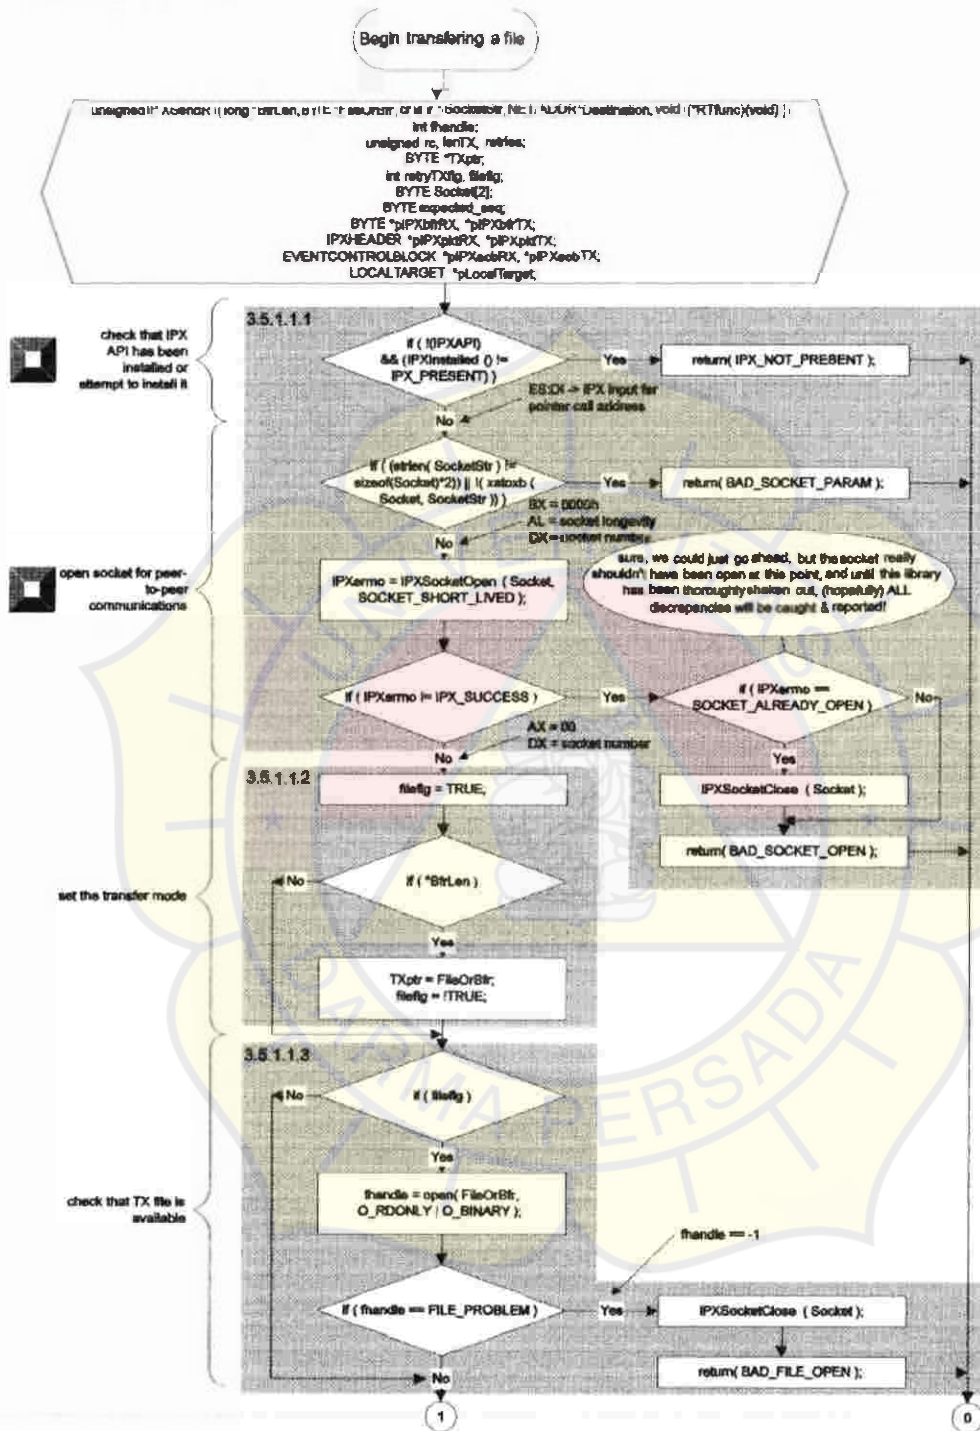 Begin transfering a file
int fhandle;
unsigned rc, lenTX, retries;
BYTE *TXptr;
int retryTXflg, fileflg;
BYTE Socket[2];
BYTE expected_seq;
BYTE *pIPXbfrRX, *pIPXbfrTX;
IPXHEADER *pIPXpktRX, *pIPXpktTX;
EVENTCONTROLBLOCK *pIPXecbRX, *pIPXecbTX;
LOCALTARGET *pLocalTarget;
3.5.1.1.1
check that IPX
API has been
installed or
attempt to install it
if ( !(IPXAPI)
&& (IPXInstalled () !=
IPX_PRESENT) )
Yes
return( IPX_NOT_PRESENT );
No
ES:DI -> IPX input far
pointer call address
if ( (strlen( SocketStr ) !=
sizeof(Socket)*2)) || !( xatoxb (
Socket, SocketStr )) )
Yes
return( BAD_SOCKET_PARAM );
No
BX = 0000h
AL = socket longevity
DX = socket number
open socket for peer-
to-peer
communications
IPXerrno = IPXSocketOpen ( Socket,
SOCKET_SHORT_LIVED );
sure, we could just go ahead, but the socket really
shouldn't have been open at this point, and until this library
has been thoroughly shaken out, (hopefully) ALL
discrepancies will be caught & reported!
if ( IPXerrno != IPX_SUCCESS )
Yes
if ( IPXerrno ==
SOCKET_ALREADY_OPEN )
No
AX = 00
DX = socket number
No
Yes
IPXSocketClose ( Socket );
return( BAD_SOCKET_OPEN );
3.5.1.1.2
fileflg = TRUE;
set the transfer mode
No
if ( *BfrLen )
Yes
TXptr = FileOrBfr;
fileflg = !TRUE;
3.5.1.1.3
No
if ( fileflg )
Yes
check that TX file is
available
fhandle = open( FileOrBfr,
O_RDONLY | O_BINARY );
fhandle == -1
if ( fhandle == FILE_PROBLEM )
Yes
IPXSocketClose ( Socket );
No
return( BAD_FILE_OPEN );
1
0
DARMA PERSADA